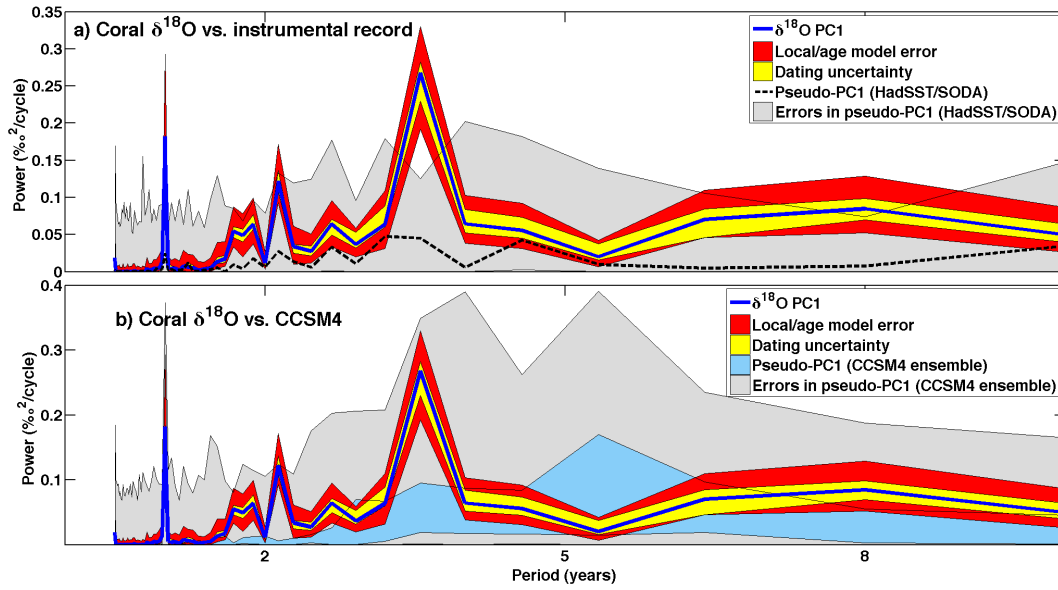 a) Coral δ¹⁸O vs. instrumental record
Power (‰²/cycle)
0.35
0.3
0.25
0.2
0.15
0.1
0.05
0
δ¹⁸O PC1
Local/age model error
Dating uncertainty
Pseudo-PC1 (HadSST/SODA)
Errors in pseudo-PC1 (HadSST/SODA)
b) Coral δ¹⁸O vs. CCSM4
Power (‰²/cycle)
0.4
0.3
0.2
0.1
δ¹⁸O PC1
Local/age model error
Dating uncertainty
Pseudo-PC1 (CCSM4 ensemble)
Errors in pseudo-PC1 (CCSM4 ensemble)
2 5 8
Period (years)